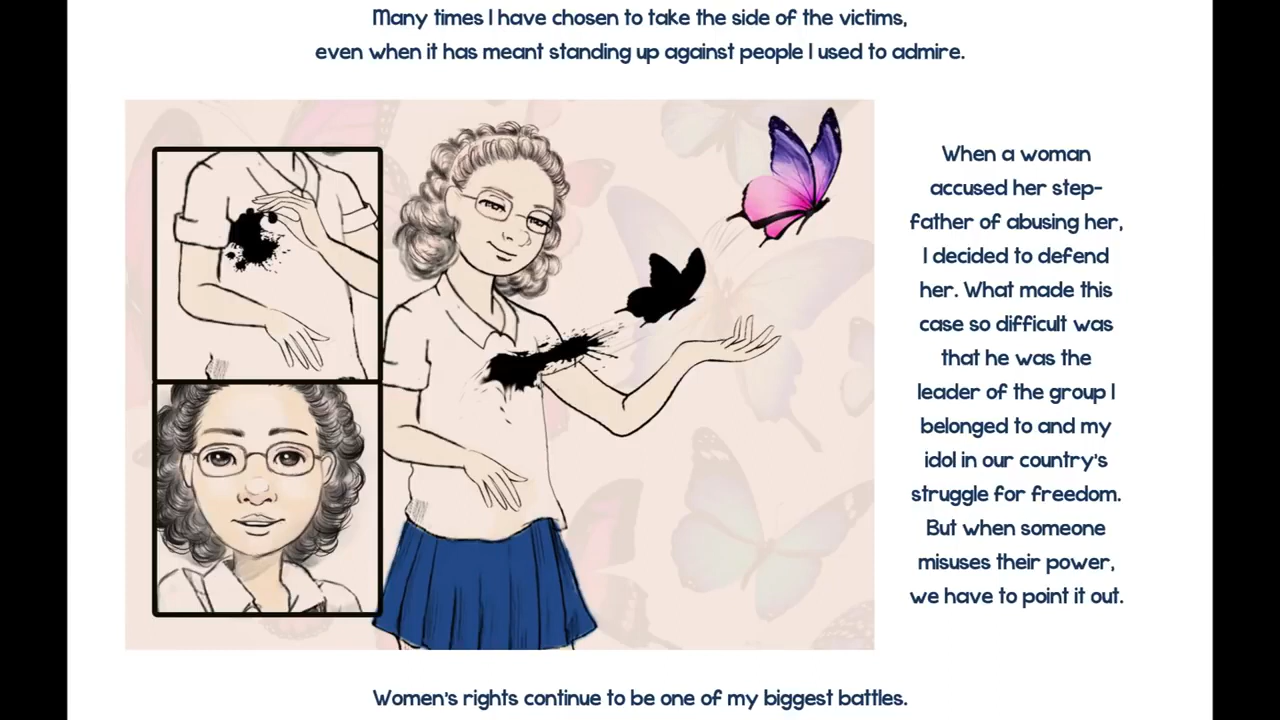 Many times I have chosen to take the side of the victims,
even when it has meant standing up against people I used to admire.
When a woman
accused her step-
father of abusing her,
I decided to defend
her. What made this
case so difficult was
that he was the
leader of the group I
belonged to and my
idol in our country's
struggle for freedom.
But when someone
misuses their power,
we have to point it out.
Women's rights continue to be one of my biggest battles.